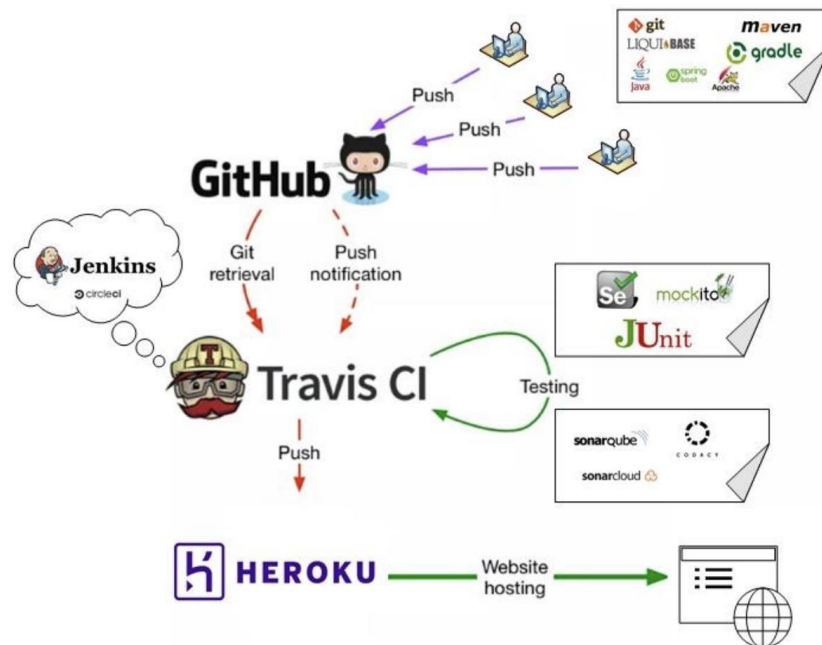 git
maven
LIQUIBASE
gradle
Java
spring boot
Apache
Push
Push
Push
GitHub
Git
retrieval
Push
notification
Jenkins
circleci
Se
mockito
JUnit
T
Travis CI
Testing
Push
sonarqube
CODACY
sonarcloud
HEROKU
Website
hosting